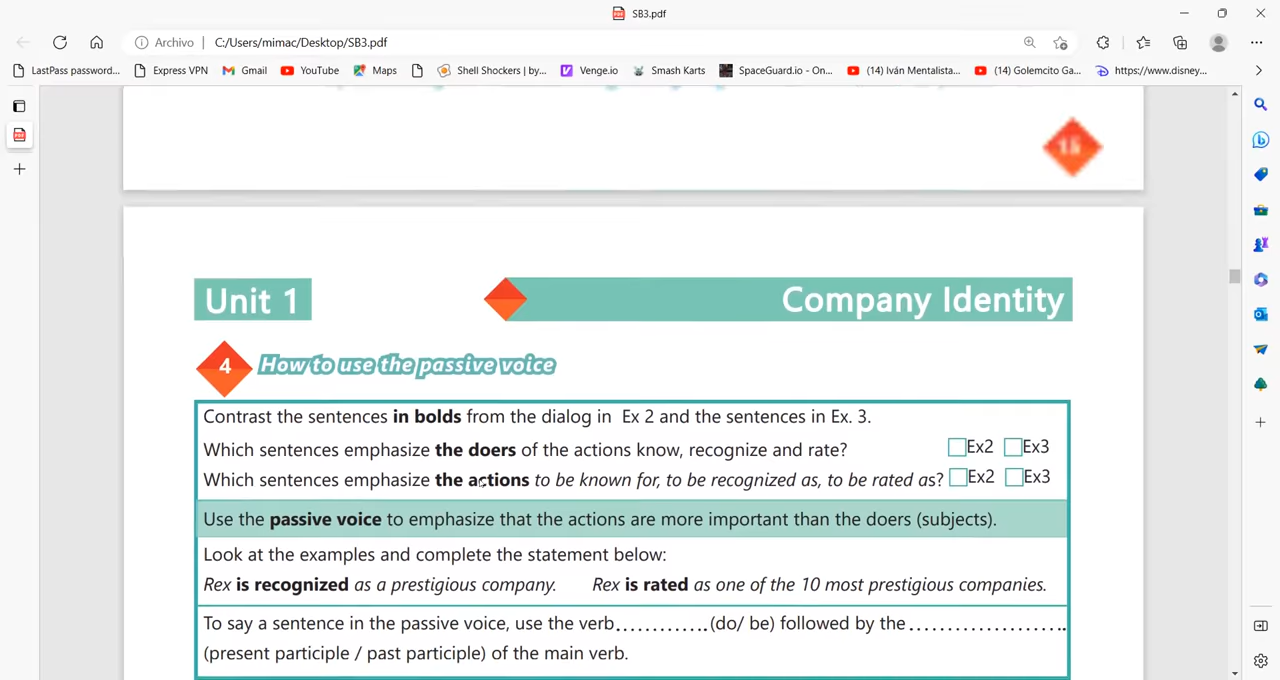 SB3.pdf
Archivo | C:/Users/mimac/Desktop/SB3.pdf
LastPass password... Express VPN Gmail YouTube Maps Shell Shockers | by... Venge.io Smash Karts SpaceGuard.io - On... (14) Iván Mentalista... (14) Golemcito Ga... https://www.disney...
15
Unit 1 Company Identity
4 How to use the passive voice
Contrast the sentences in bolds from the dialog in Ex 2 and the sentences in Ex. 3.
Which sentences emphasize the doers of the actions know, recognize and rate? Ex2 Ex3
Which sentences emphasize the actions to be known for, to be recognized as, to be rated as? Ex2 Ex3
Use the passive voice to emphasize that the actions are more important than the doers (subjects).
Look at the examples and complete the statement below:
Rex is recognized as a prestigious company. Rex is rated as one of the 10 most prestigious companies.
To say a sentence in the passive voice, use the verb.............(do/ be) followed by the .....................
(present participle / past participle) of the main verb.